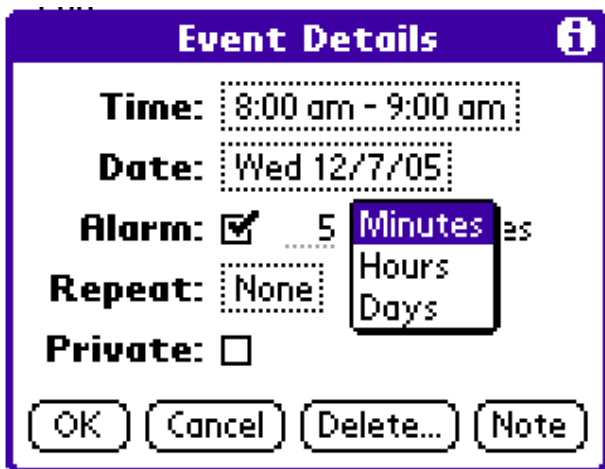 Event Details i
Time: 8:00 am - 9:00 am
Date: Wed 12/7/05
Alarm: 5 Minutes es
Hours
Repeat: None
Days
Private:
OK Cancel Delete... Note